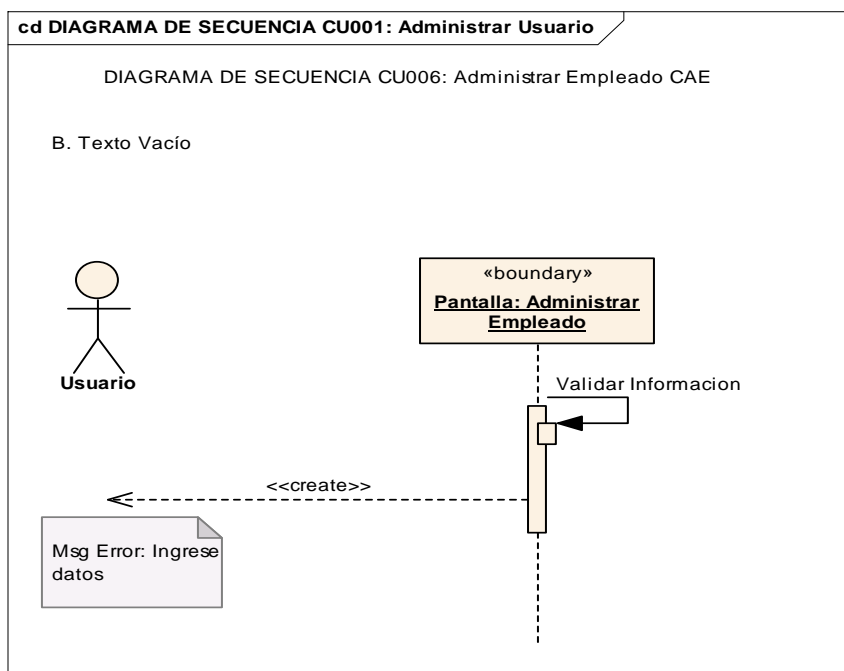 cd DIAGRAMA DE SECUENCIA CU001: Administrar Usuario
DIAGRAMA DE SECUENCIA CU006: Administrar Empleado CAE
B. Texto Vacío
«boundary»
Pantalla: Administrar
Empleado
Usuario
Validar Informacion
<<create>>
Msg Error: Ingrese
datos